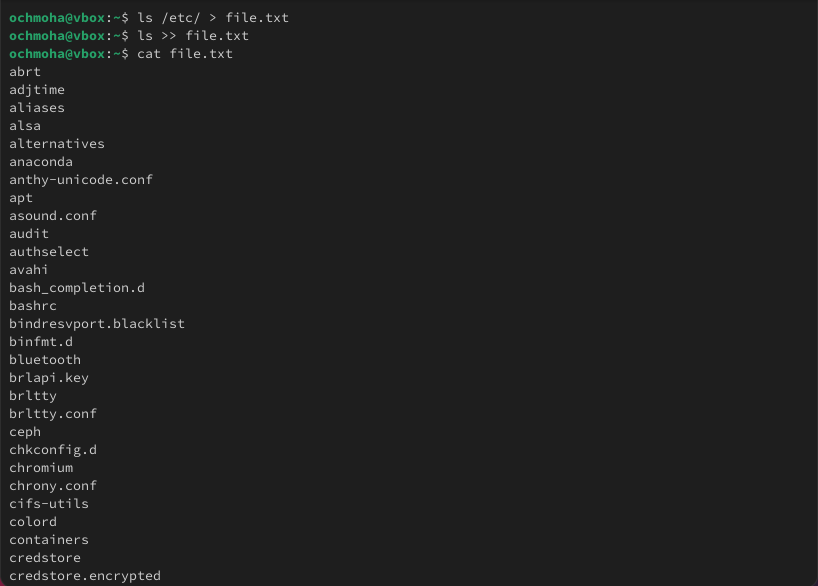 ochmoha@vbox:~$ ls /etc/ > file.txt
ochmoha@vbox:~$ ls >> file.txt
ochmoha@vbox:~$ cat file.txt
abrt
adjtime
aliases
alsa
alternatives
anaconda
anthy-unicode.conf
apt
asound.conf
audit
authselect
avahi
bash_completion.d
bashrc
bindresvport.blacklist
binfmt.d
bluetooth
brlapi.key
brltty
brltty.conf
ceph
chkconfig.d
chromium
chrony.conf
cifs-utils
colord
containers
credstore
credstore.encrypted